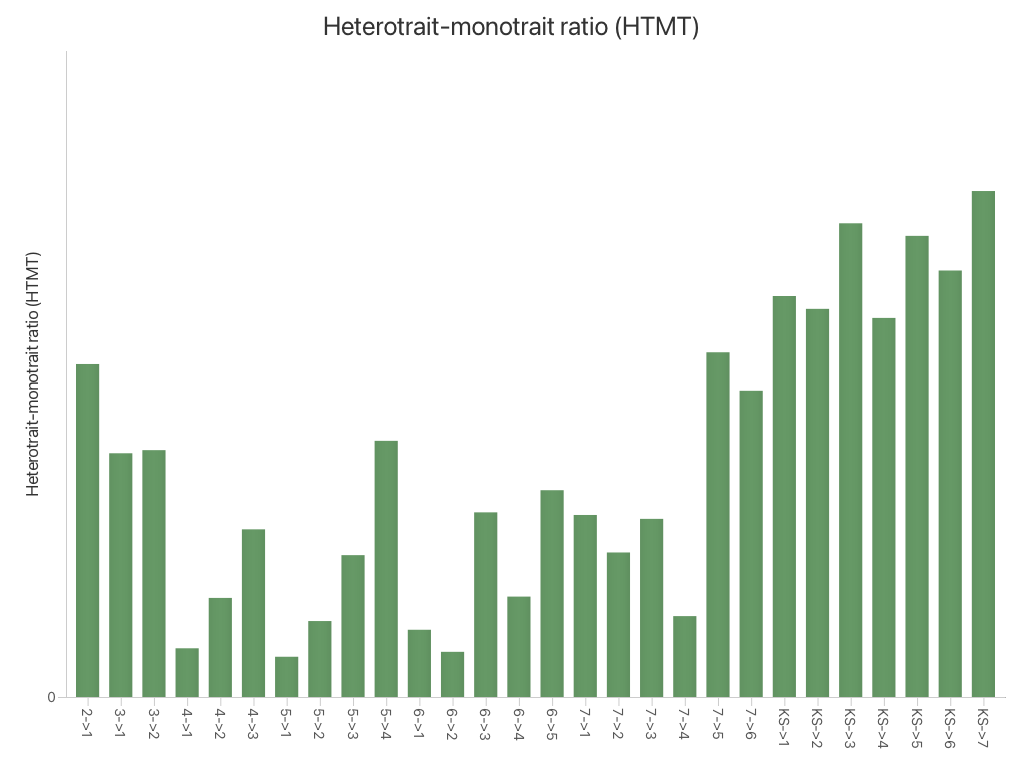 Heterotrait-monotrait ratio (HTMT)
Heterotrait-monotrait ratio (HTMT)
0
2->1
3->1
3->2
4->1
4->2
4->3
5->1
5->2
5->3
5->4
6->1
6->2
6->3
6->4
6->5
7->1
7->2
7->3
7->4
7->5
7->6
KS->1
KS->2
KS->3
KS->4
KS->5
KS->6
KS->7